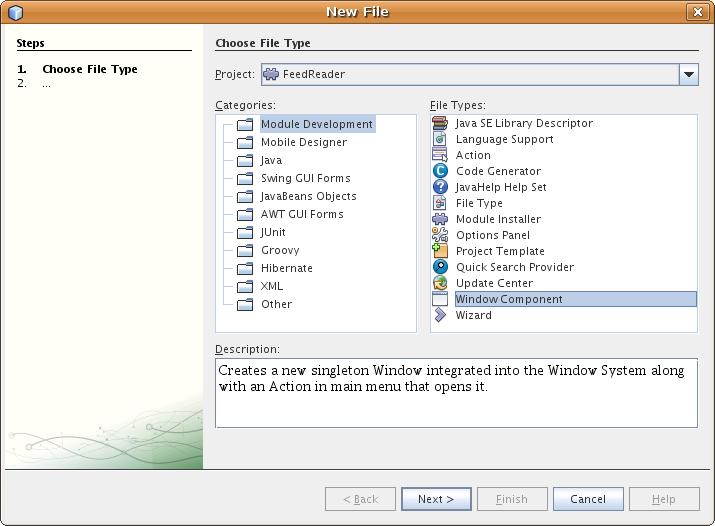 New File
Steps
1. Choose File Type
2. ...
Choose File Type
Project: FeedReader
Categories:
Module Development
Mobile Designer
Java
Swing GUI Forms
JavaBeans Objects
AWT GUI Forms
JUnit
Groovy
Hibernate
XML
Other
File Types:
Java SE Library Descriptor
Language Support
Action
Code Generator
JavaHelp Help Set
File Type
Module Installer
Options Panel
Project Template
Quick Search Provider
Update Center
Window Component
Wizard
Description:
Creates a new singleton Window integrated into the Window System along
with an Action in main menu that opens it.
< Back Next > Finish Cancel Help